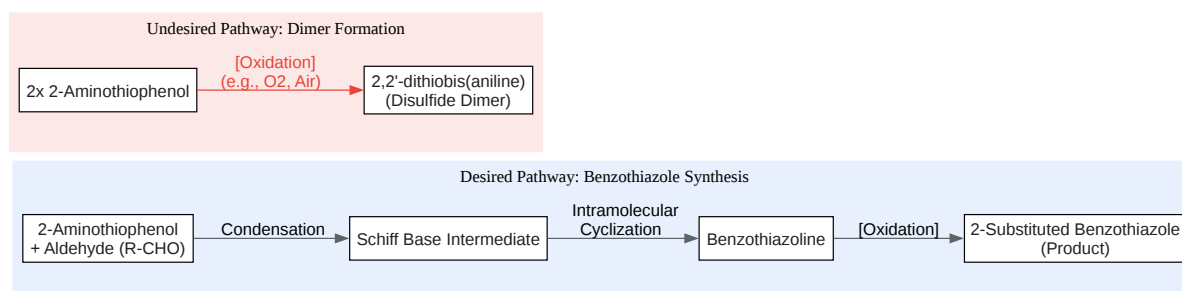 Undesired Pathway: Dimer Formation
2x 2-Aminothiophenol
[Oxidation]
(e.g., O2, Air)
2,2'-dithiobis(aniline)
(Disulfide Dimer)
Desired Pathway: Benzothiazole Synthesis
2-Aminothiophenol
+ Aldehyde (R-CHO)
Condensation
Schiff Base Intermediate
Intramolecular
Cyclization
Benzothiazoline
[Oxidation]
2-Substituted Benzothiazole
(Product)